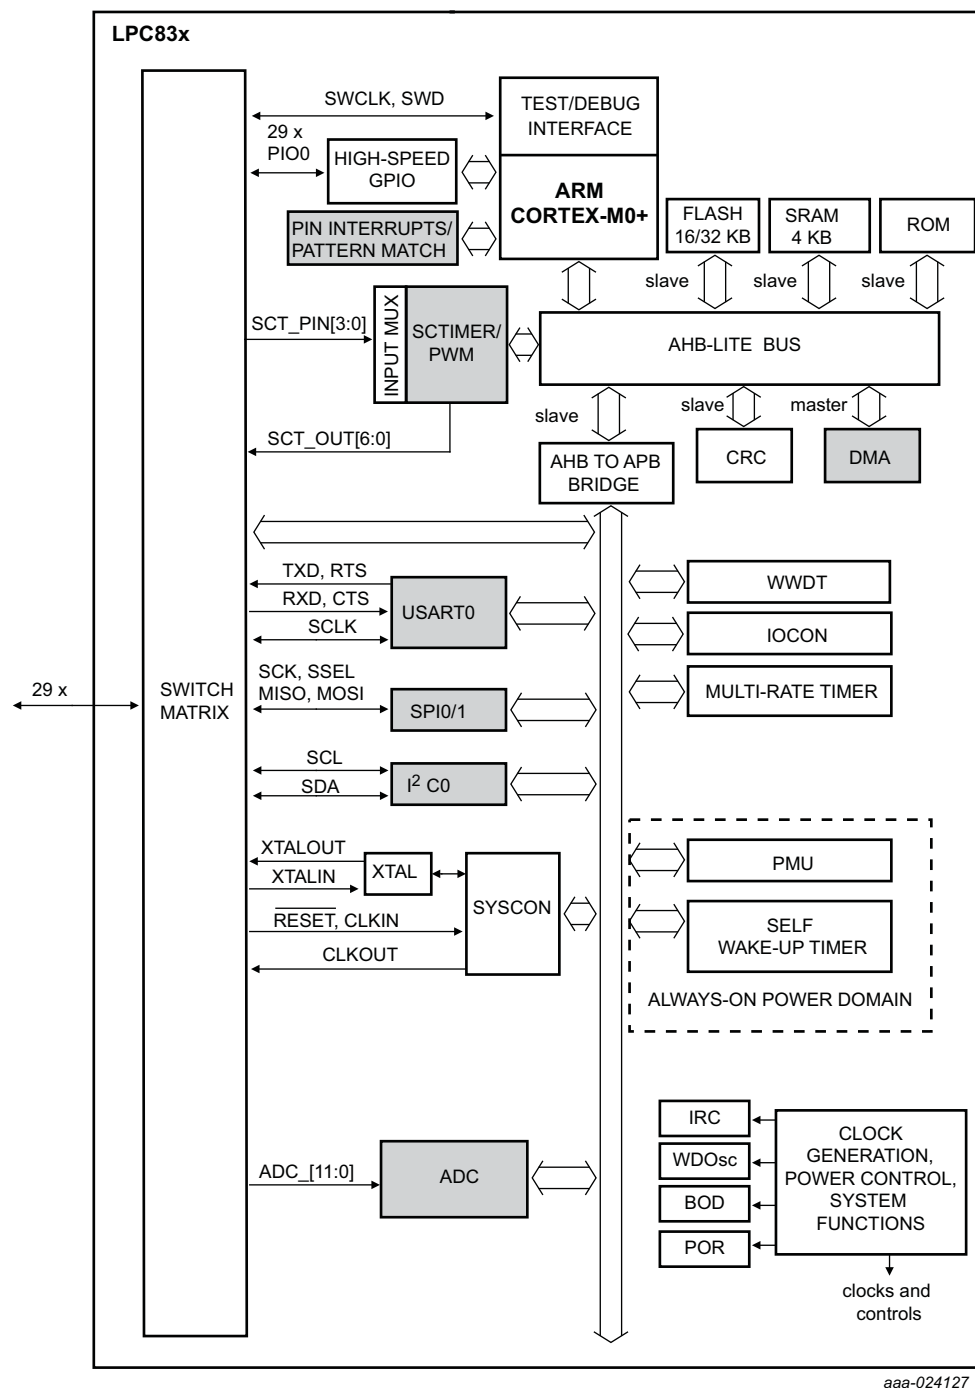 LPC83x
SWCLK, SWD
TEST/DEBUG
INTERFACE
29 x
PIO0
HIGH-SPEED
GPIO
ARM
CORTEX-M0+
PIN INTERRUPTS/
PATTERN MATCH
FLASH
16/32 KB
SRAM
4 KB
ROM
slave
slave
slave
SCT_PIN[3:0]
INPUT MUX
SCTIMER/
PWM
AHB-LITE BUS
SCT_OUT[6:0]
slave
slave
master
AHB TO APB
BRIDGE
CRC
DMA
TXD, RTS
RXD, CTS
SCLK
USART0
WWDT
IOCON
MULTI-RATE TIMER
29 x
SWITCH
MATRIX
SCK, SSEL
MISO, MOSI
SPI0/1
SCL
SDA
I2 C0
XTALOUT
XTALIN
XTAL
RESET, CLKIN
CLKOUT
SYSCON
PMU
SELF
WAKE-UP TIMER
ALWAYS-ON POWER DOMAIN
ADC_[11:0]
ADC
IRC
WDOsc
BOD
POR
CLOCK
GENERATION,
POWER CONTROL,
SYSTEM
FUNCTIONS
clocks and
controls
aaa-024127